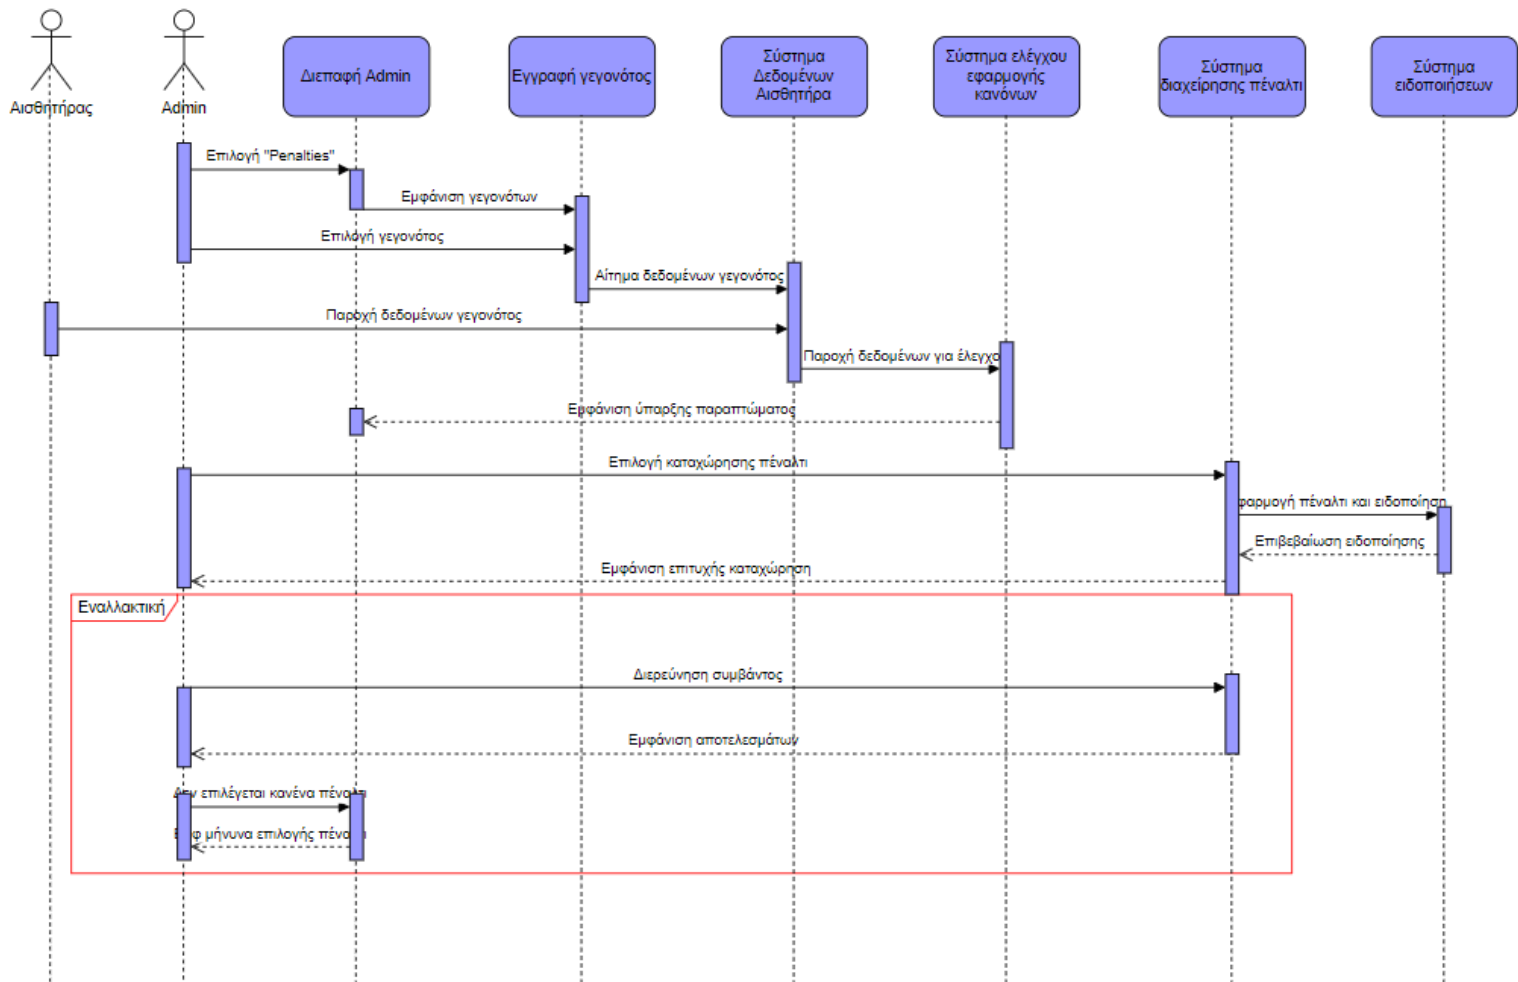 Αισθητήρας
Admin
Διεπαφή Admin
Εγγραφή γεγονότος
Σύστημα
Δεδομένων
Αισθητήρα
Σύστημα ελέγχου
εφαρμογής
κανόνων
Σύστημα
διαχείρησης πέναλτι
Σύστημα
ειδοποιήσεων
Επιλογή "Penalties"
Εμφάνιση γεγονότων
Επιλογή γεγονότος
Αίτημα δεδομένων γεγονότος
Παροχή δεδομένων γεγονότος
Παροχή δεδομένων για έλεγχο
Εμφάνιση ύπαρξης παραπτώματος
Επιλογή καταχώρησης πέναλτι
φαρμογή πέναλτι και ειδοποίηση
Επιβεβαίωση ειδοποίησης
Εμφάνιση επιτυχής καταχώρηση
Εναλλακτική
Διερεύνηση συμβάντος
Εμφάνιση αποτελεσμάτων
Δεν επιλέγεται κανένα πέναλτι
μήνυνα επιλογής